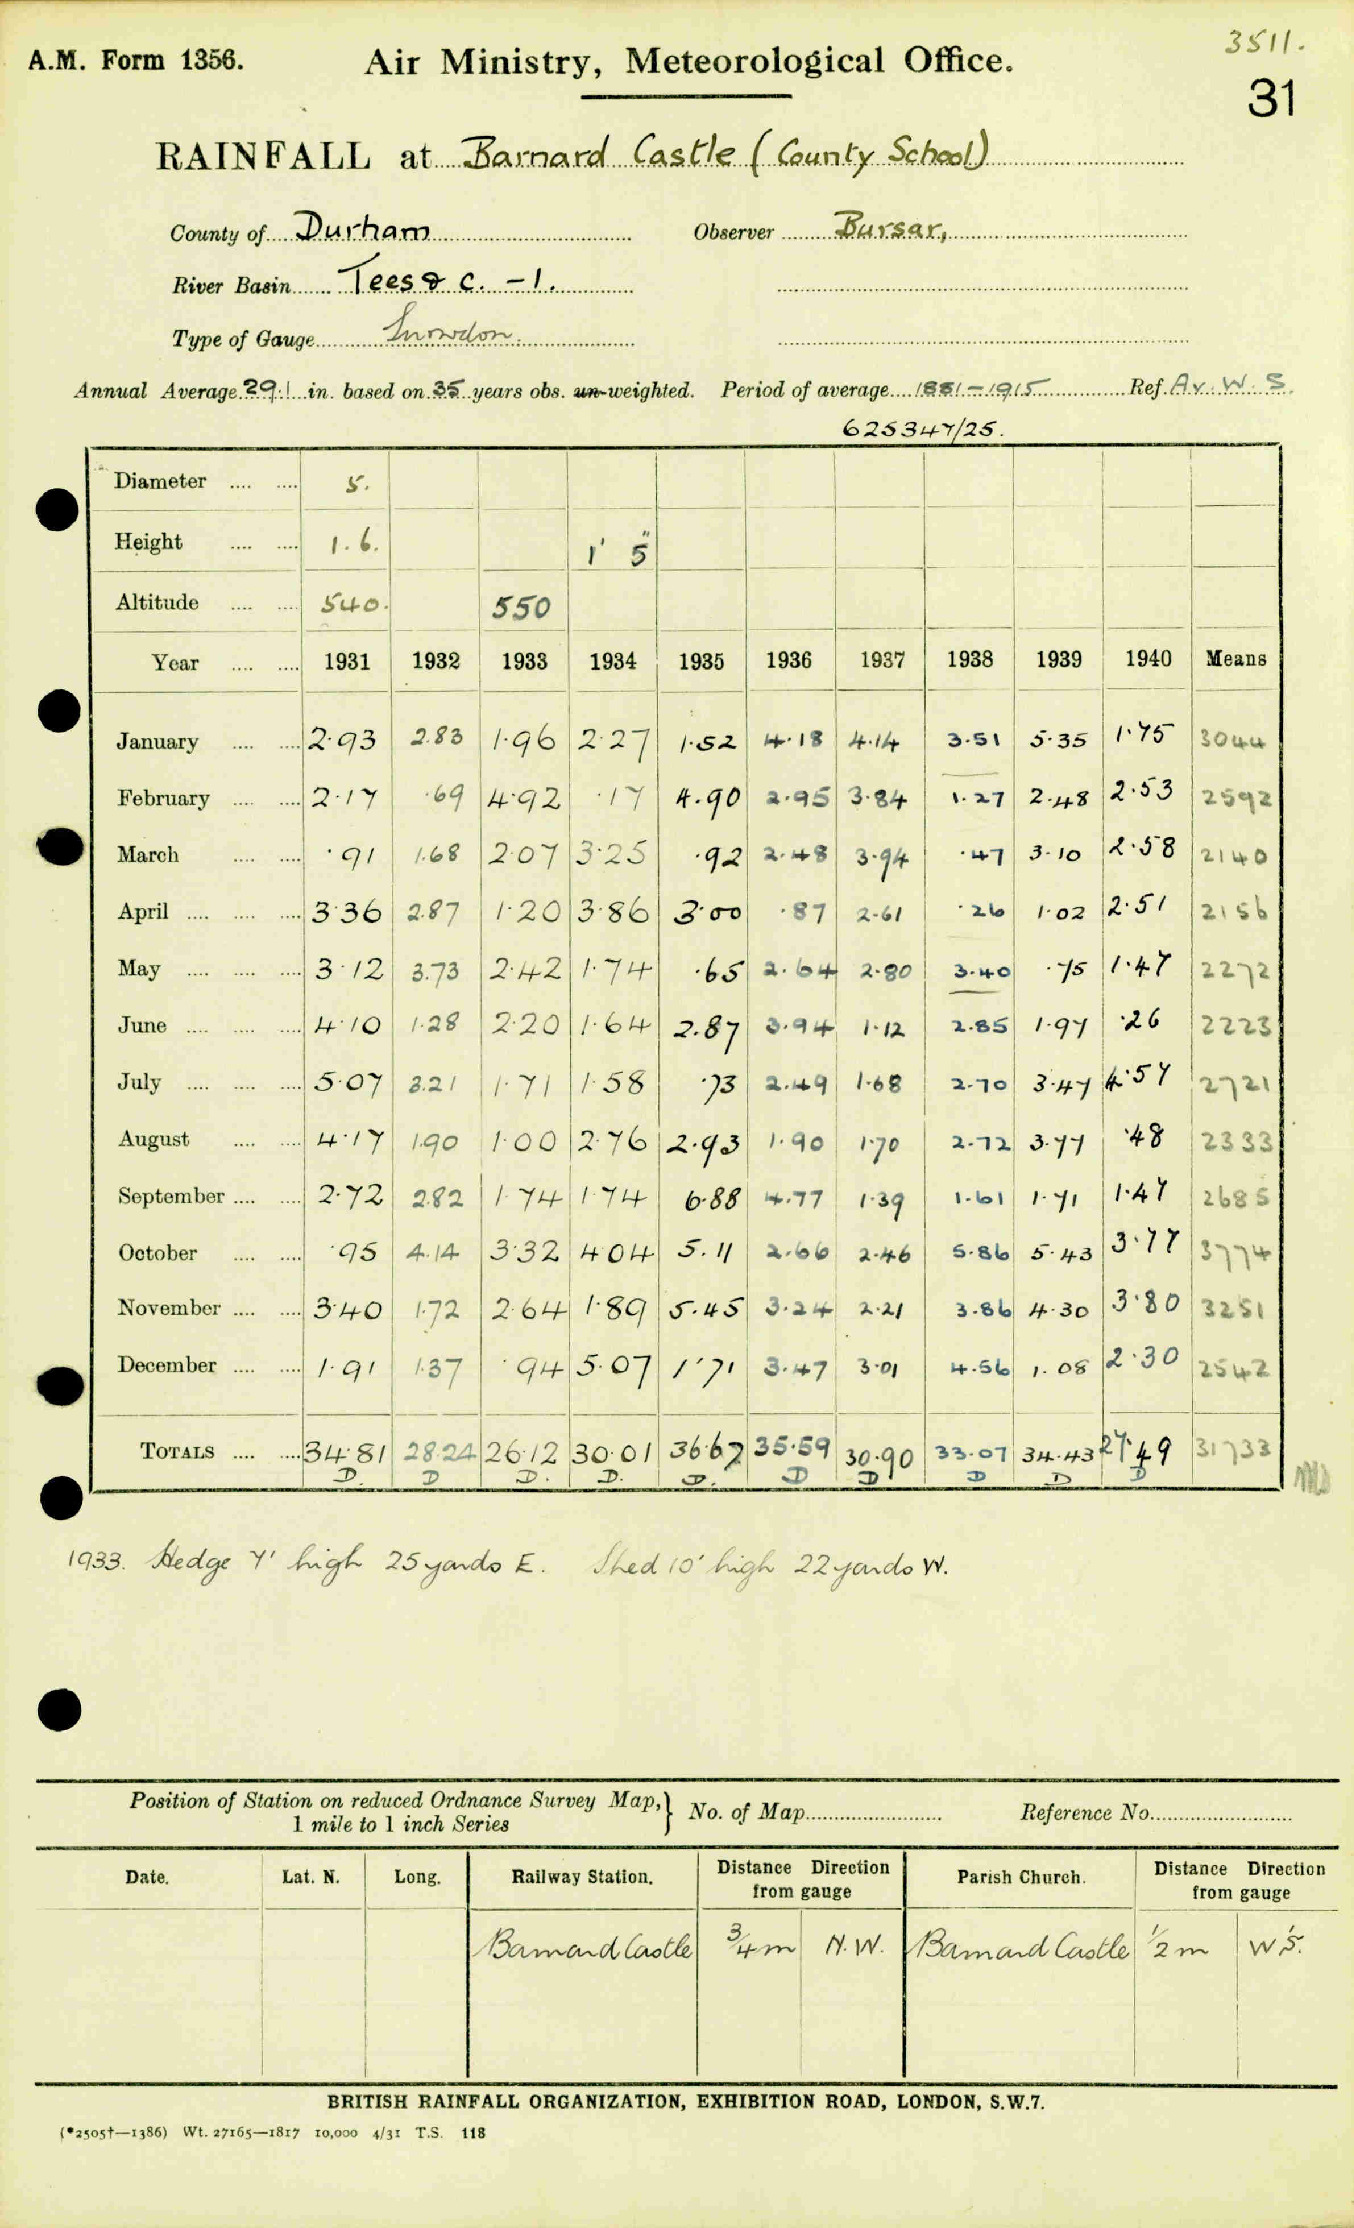 3511.
A.M. Form 1356. Air Ministry, Meteorological Office.
31
RAINFALL at Barnard Castle (County School)
County of Durham Observer Bursar,
River Basin Tees & c. - 1.
Type of Gauge Snowdon.
Annual Average 29.1 in. based on 35 years obs. un-weighted. Period of average 1881-1915 Ref. Av. W. S.
625347/25.
Diameter 5.
Height 1.6. 1' 5"
Altitude 540. 550
Year 1931 1932 1933 1934 1935 1936 1937 1938 1939 1940 Means
January 2.93 2.83 1.96 2.27 1.52 4.18 4.14 3.51 5.35 1.75 3044
February 2.17 .69 4.92 .17 4.90 2.95 3.84 1.27 2.48 2.53 2592
March .91 1.68 2.07 3.25 .92 2.48 3.94 .47 3.10 2.58 2140
April 3.36 2.87 1.20 3.86 3.00 .87 2.61 .26 1.02 2.51 2156
May 3.12 3.73 2.42 1.74 .65 2.64 2.80 3.40 .75 1.47 2272
June 4.10 1.28 2.20 1.64 2.87 3.94 1.12 2.85 1.97 .26 2223
July 5.07 3.21 1.71 1.58 .73 2.49 1.68 2.70 3.47 4.57 2721
August 4.17 1.90 1.00 2.76 2.93 1.90 1.70 2.72 3.77 .48 2333
September 2.72 2.82 1.74 1.74 6.88 4.77 1.39 1.61 1.71 1.47 2685
October .95 4.14 3.32 4.04 5.11 2.66 2.46 5.86 5.43 3.77 3774
November 3.40 1.72 2.64 1.89 5.45 3.24 2.21 3.86 4.30 3.80 3251
December 1.91 1.37 .94 5.07 1.71 3.47 3.01 4.56 1.08 2.30 2542
TOTALS 34.81 28.24 26.12 30.01 36.67 35.59 30.90 33.07 34.43 27.49 31733
D. D D. D. D. D D D D D
1933. Hedge 7' high 25 yards E. Shed 10' high 22 yards W.
Position of Station on reduced Ordnance Survey Map, 1 mile to 1 inch Series } No. of Map Reference No.
Date. Lat. N. Long. Railway Station. Distance Direction from gauge Parish Church. Distance Direction from gauge
Barnard Castle 3/4 m N.W. Barnard Castle 1/2 m W'S.
BRITISH RAINFALL ORGANIZATION, EXHIBITION ROAD, LONDON, S.W.7.
(*2505†—1386) Wt. 27165—1817 10,000 4/31 T.S. 118